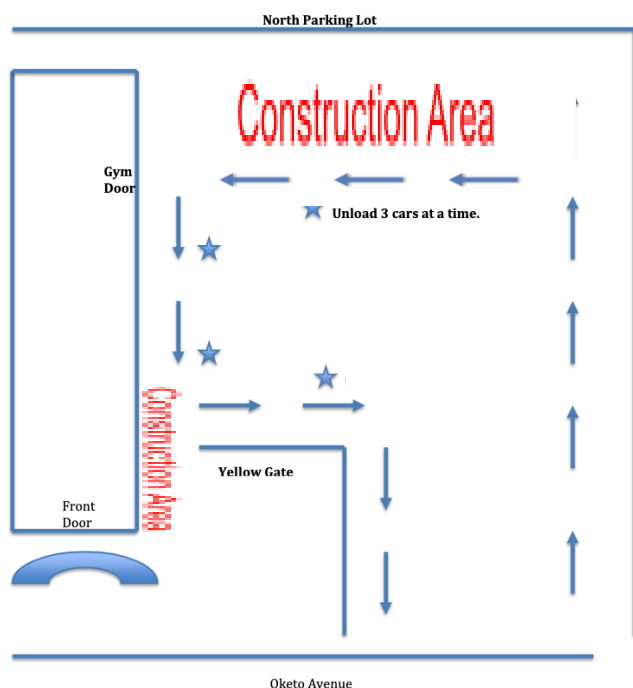 North Parking Lot
Construction Area
Gym
Door
Unload 3 cars at a time.
Construction Area
Yellow Gate
Front
Door
Oketo Avenue